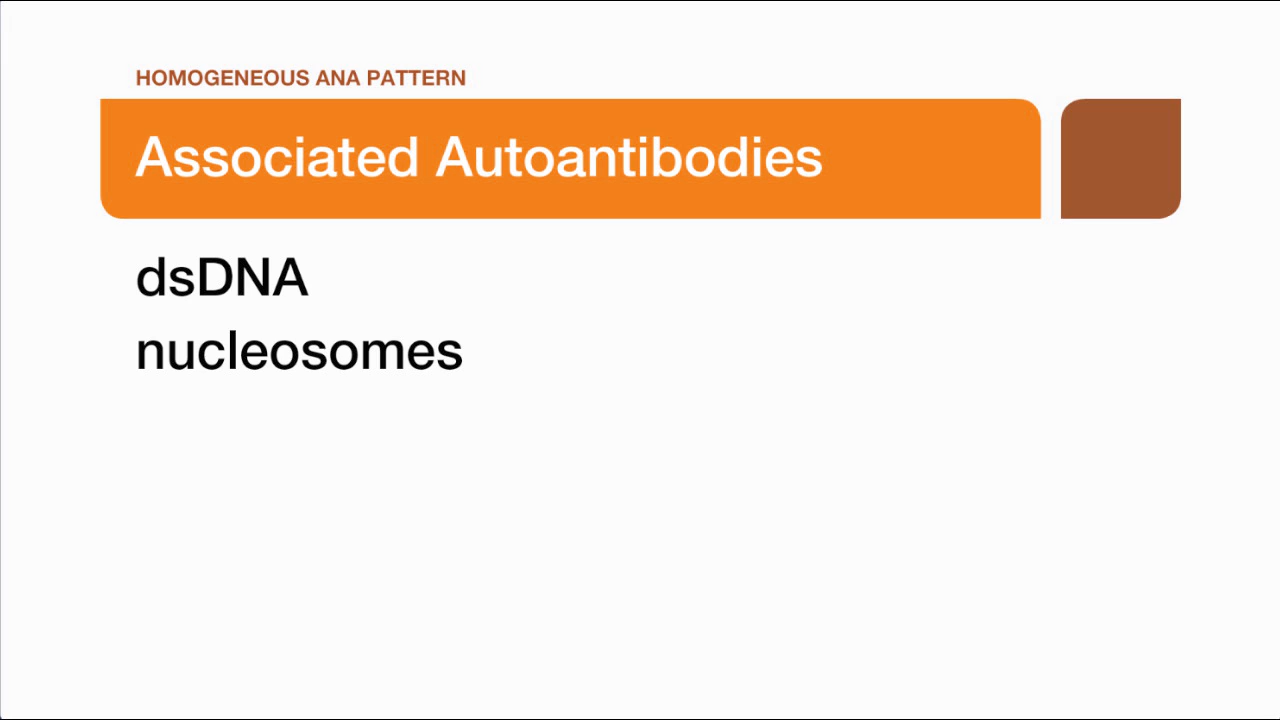 HOMOGENEOUS ANA PATTERN
Associated Autoantibodies
dsDNA
nucleosomes